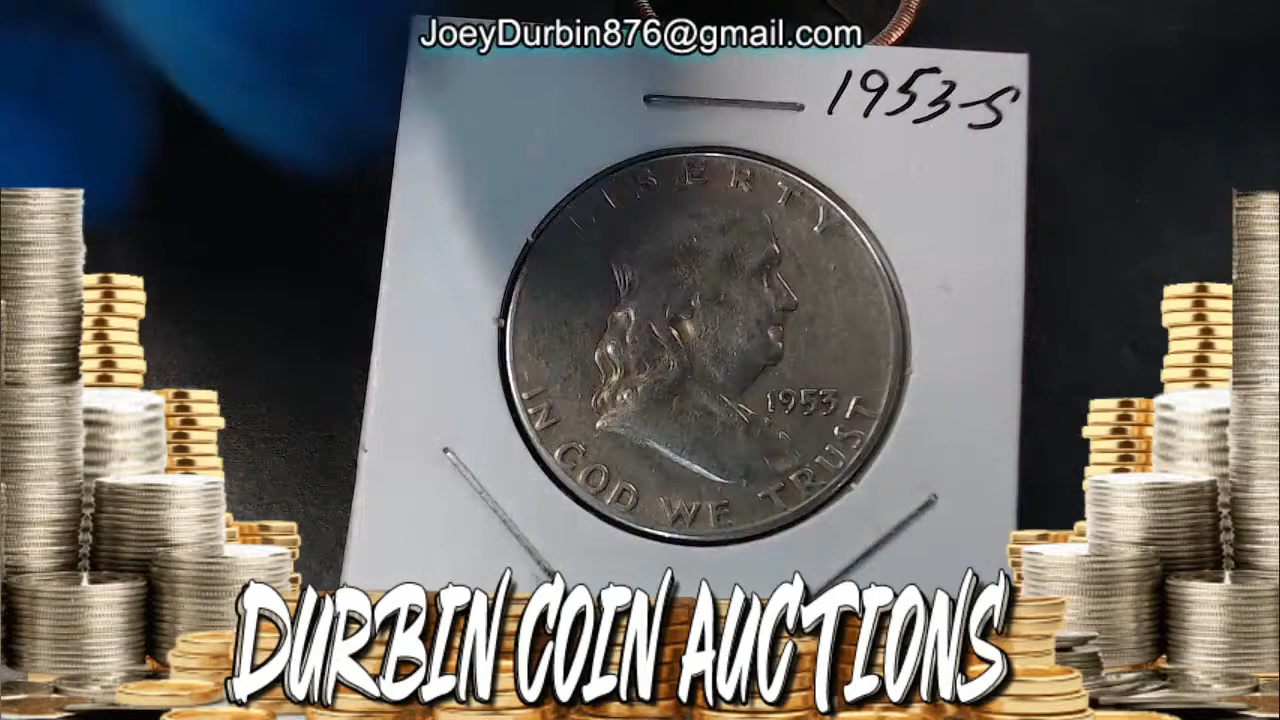 JoeyDurbin876@gmail.com
1953-S
LIBERTY
1953
IN GOD WE TRUST
DURBIN COIN AUCTIONS